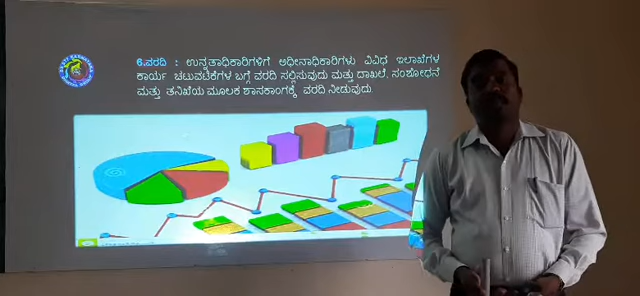 6.ವರದಿ : ಉನ್ನತಾಧಿಕಾರಿಗಳಿಗೆ ಅಧೀನಾಧಿಕಾರಿಗಳು ವಿವಿಧ ಇಲಾಖೆಗಳ
ಕಾರ್ಯ ಚಟುವಟಿಕೆಗಳ ಬಗ್ಗೆ ವರದಿ ಸಲ್ಲಿಸುವುದು ಮತ್ತು ದಾಖಲೆ, ಸಂಶೋಧನೆ
ಮತ್ತು ತನಿಖೆಯ ಮೂಲಕ ಶಾಸಕಾಂಗಕ್ಕೆ ವರದಿ ನೀಡುವುದು.